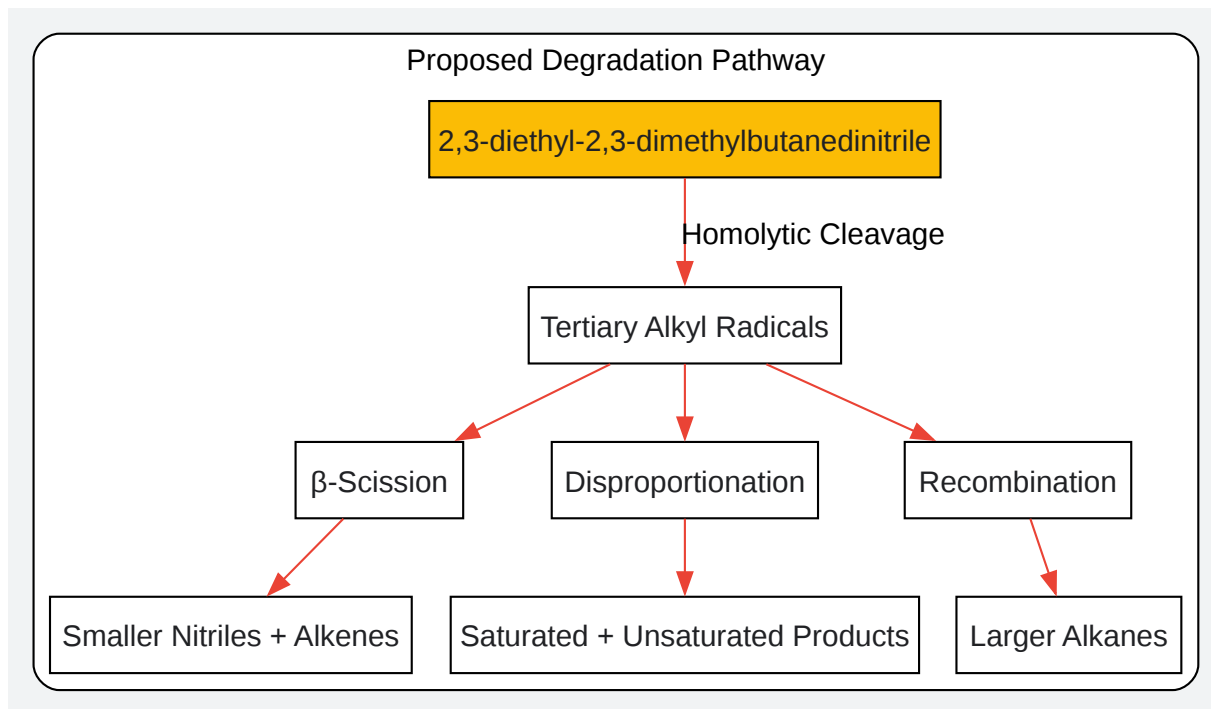 Proposed Degradation Pathway
2,3-diethyl-2,3-dimethylbutanedinitrile
Homolytic Cleavage
Tertiary Alkyl Radicals
β-Scission
Disproportionation
Recombination
Smaller Nitriles + Alkenes
Saturated + Unsaturated Products
Larger Alkanes